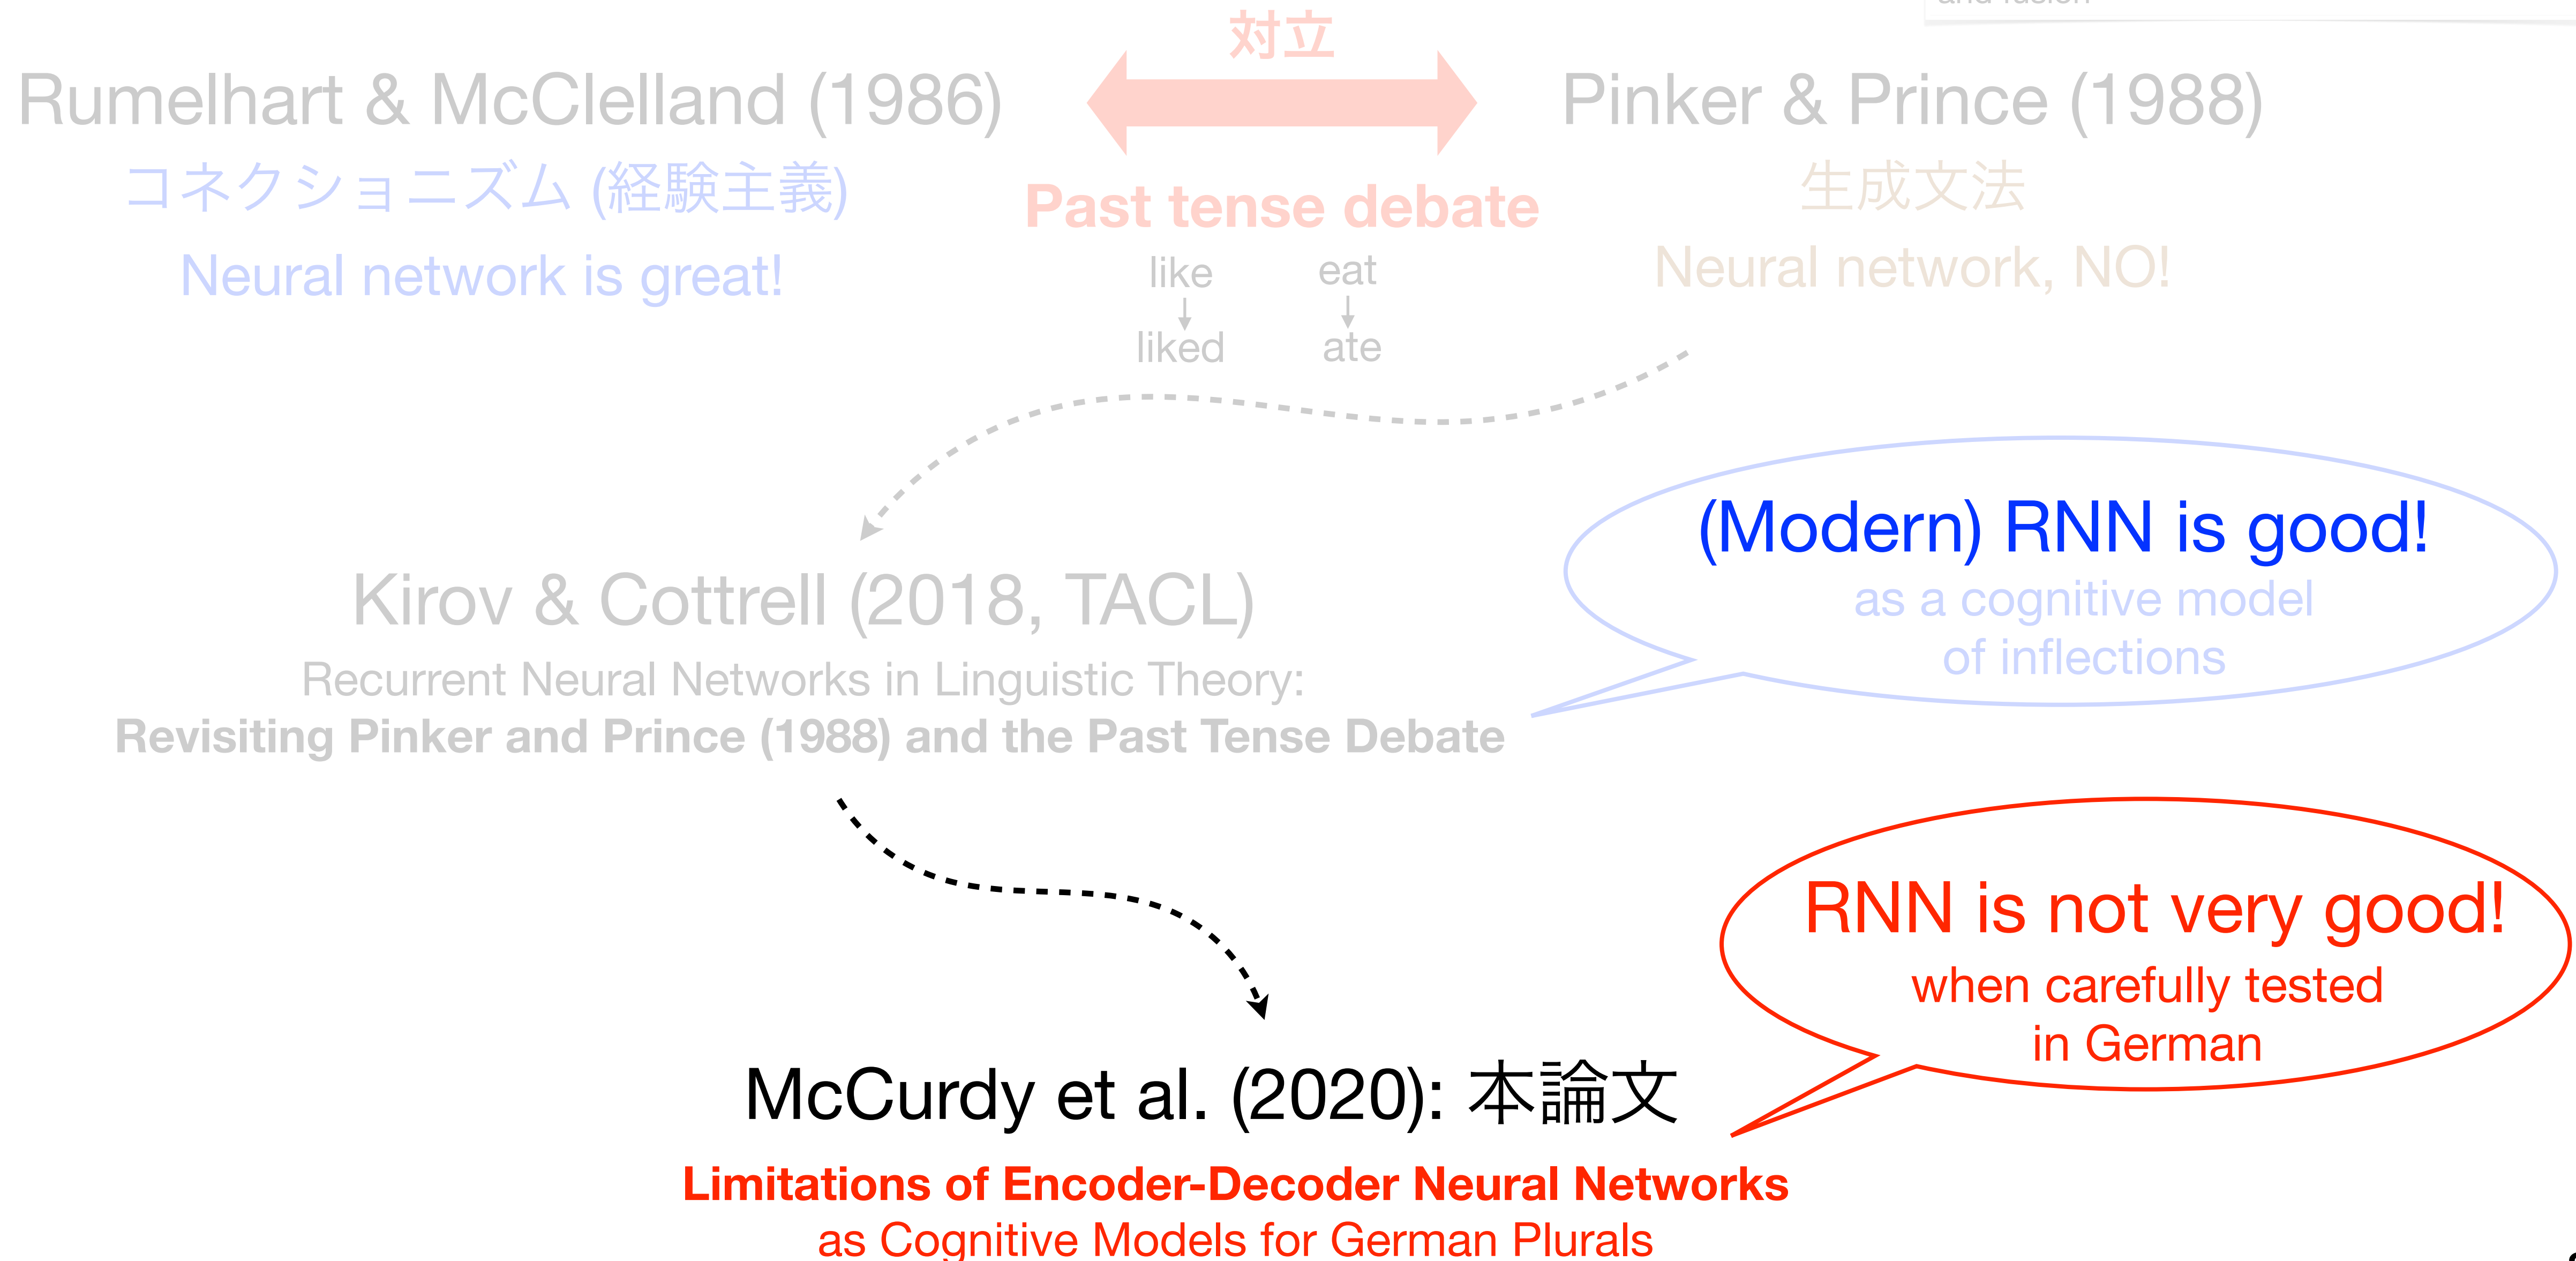 対立
Rumelhart & McClelland (1986)
Pinker & Prince (1988)
コネクショニズム (経験主義)
Past tense debate
生成文法
Neural network is great!
Neural network, NO!
like eat
liked ate
(Modern) RNN is good!
as a cognitive model
of inflections
Kirov & Cottrell (2018, TACL)
Recurrent Neural Networks in Linguistic Theory:
Revisiting Pinker and Prince (1988) and the Past Tense Debate
RNN is not very good!
when carefully tested
in German
McCurdy et al. (2020): 本論文
Limitations of Encoder-Decoder Neural Networks
as Cognitive Models for German Plurals